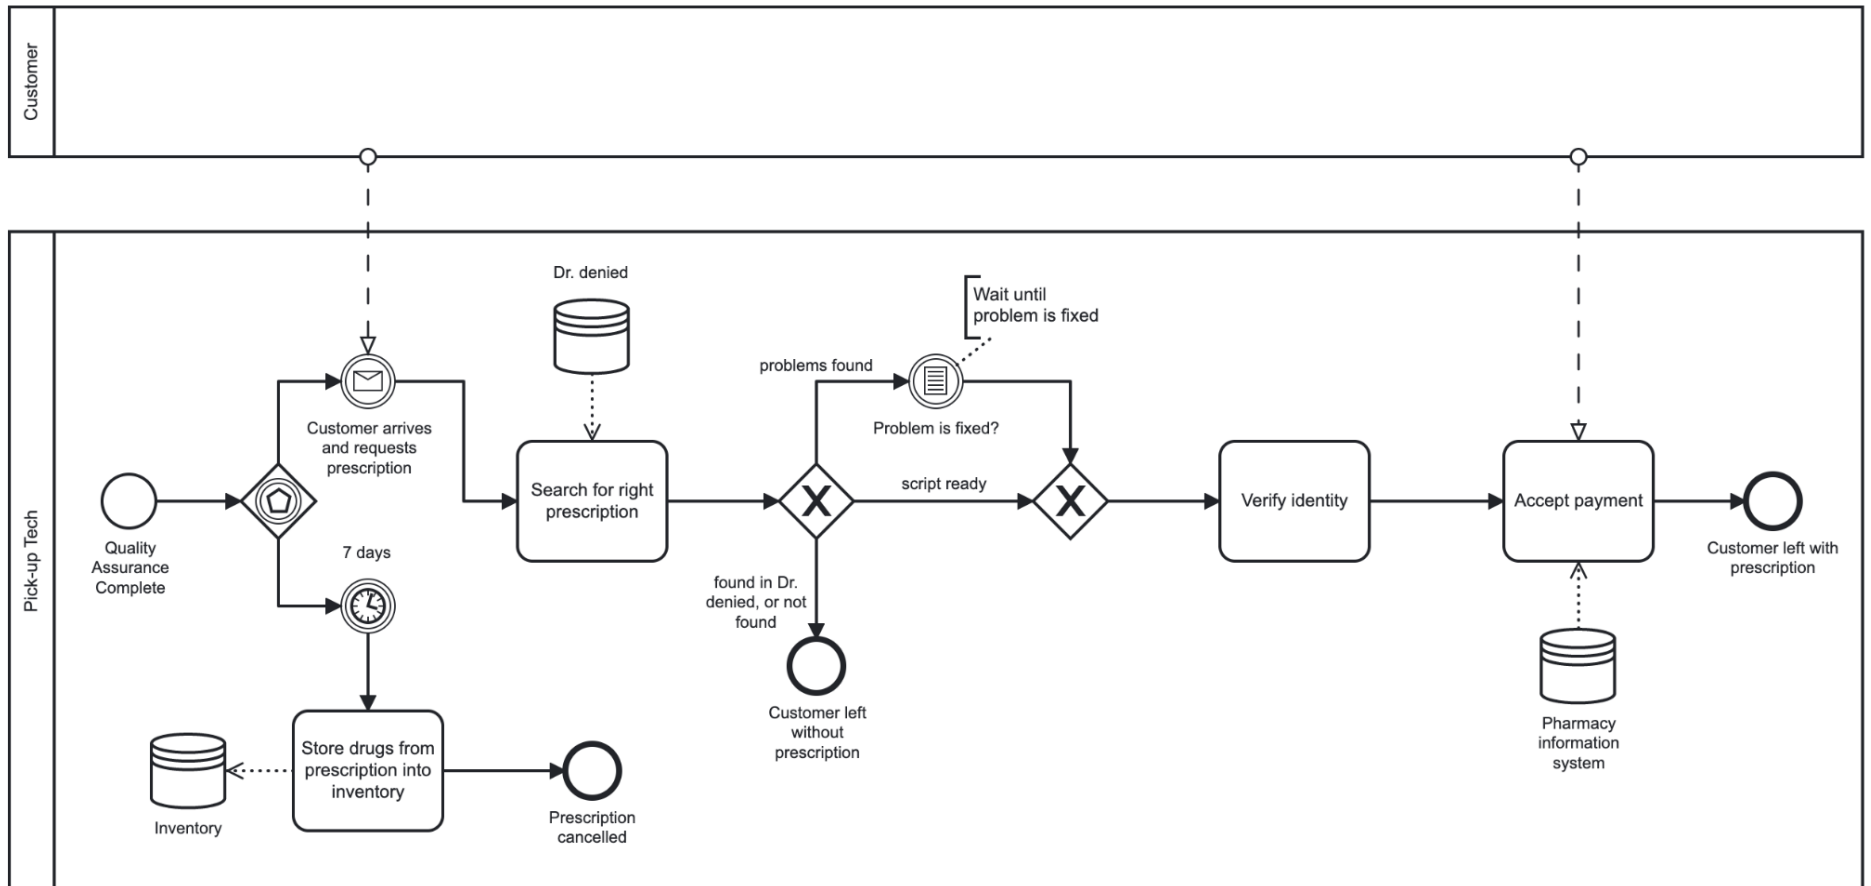 Customer
Pick-up Tech
Quality
Assurance
Complete
Customer arrives
and requests
prescription
7 days
Store drugs from
prescription into
inventory
Inventory
Prescription
cancelled
Dr. denied
Search for right
prescription
problems found
Wait until
problem is fixed
Problem is fixed?
script ready
found in Dr.
denied, or not
found
Customer left
without
prescription
Verify identity
Accept payment
Pharmacy
information
system
Customer left with
prescription